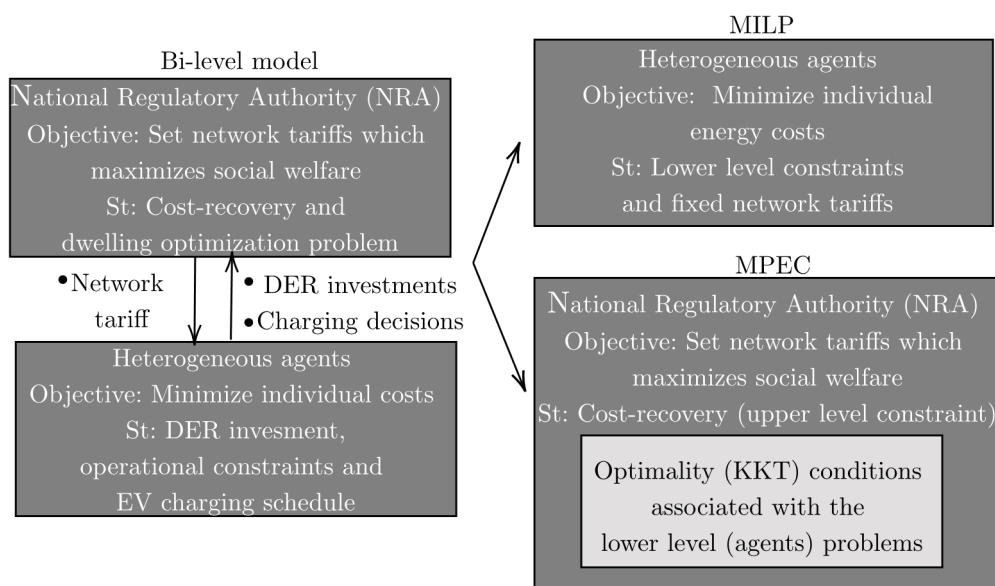 Bi-level model
National Regulatory Authority (NRA)
Objective: Set network tariffs which
maximizes social welfare
St: Cost-recovery and
dwelling optimization problem
•Network
tariff
• DER investments
•Charging decisions
Heterogeneous agents
Objective: Minimize individual costs
St: DER invesment,
operational constraints and
EV charging schedule
MILP
Heterogeneous agents
Objective: Minimize individual
energy costs
St: Lower level constraints
and fixed network tariffs
MPEC
National Regulatory Authority (NRA)
Objective: Set network tariffs which
maximizes social welfare
St: Cost-recovery (upper level constraint)
Optimality (KKT) conditions
associated with the
lower level (agents) problems